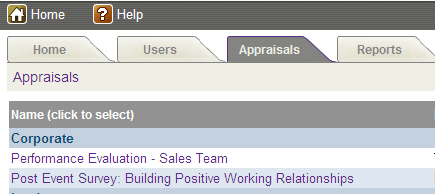 Home Help
Home Users Appraisals Reports
Appraisals
Name (click to select)
Corporate
Performance Evaluation - Sales Team
Post Event Survey: Building Positive Working Relationships